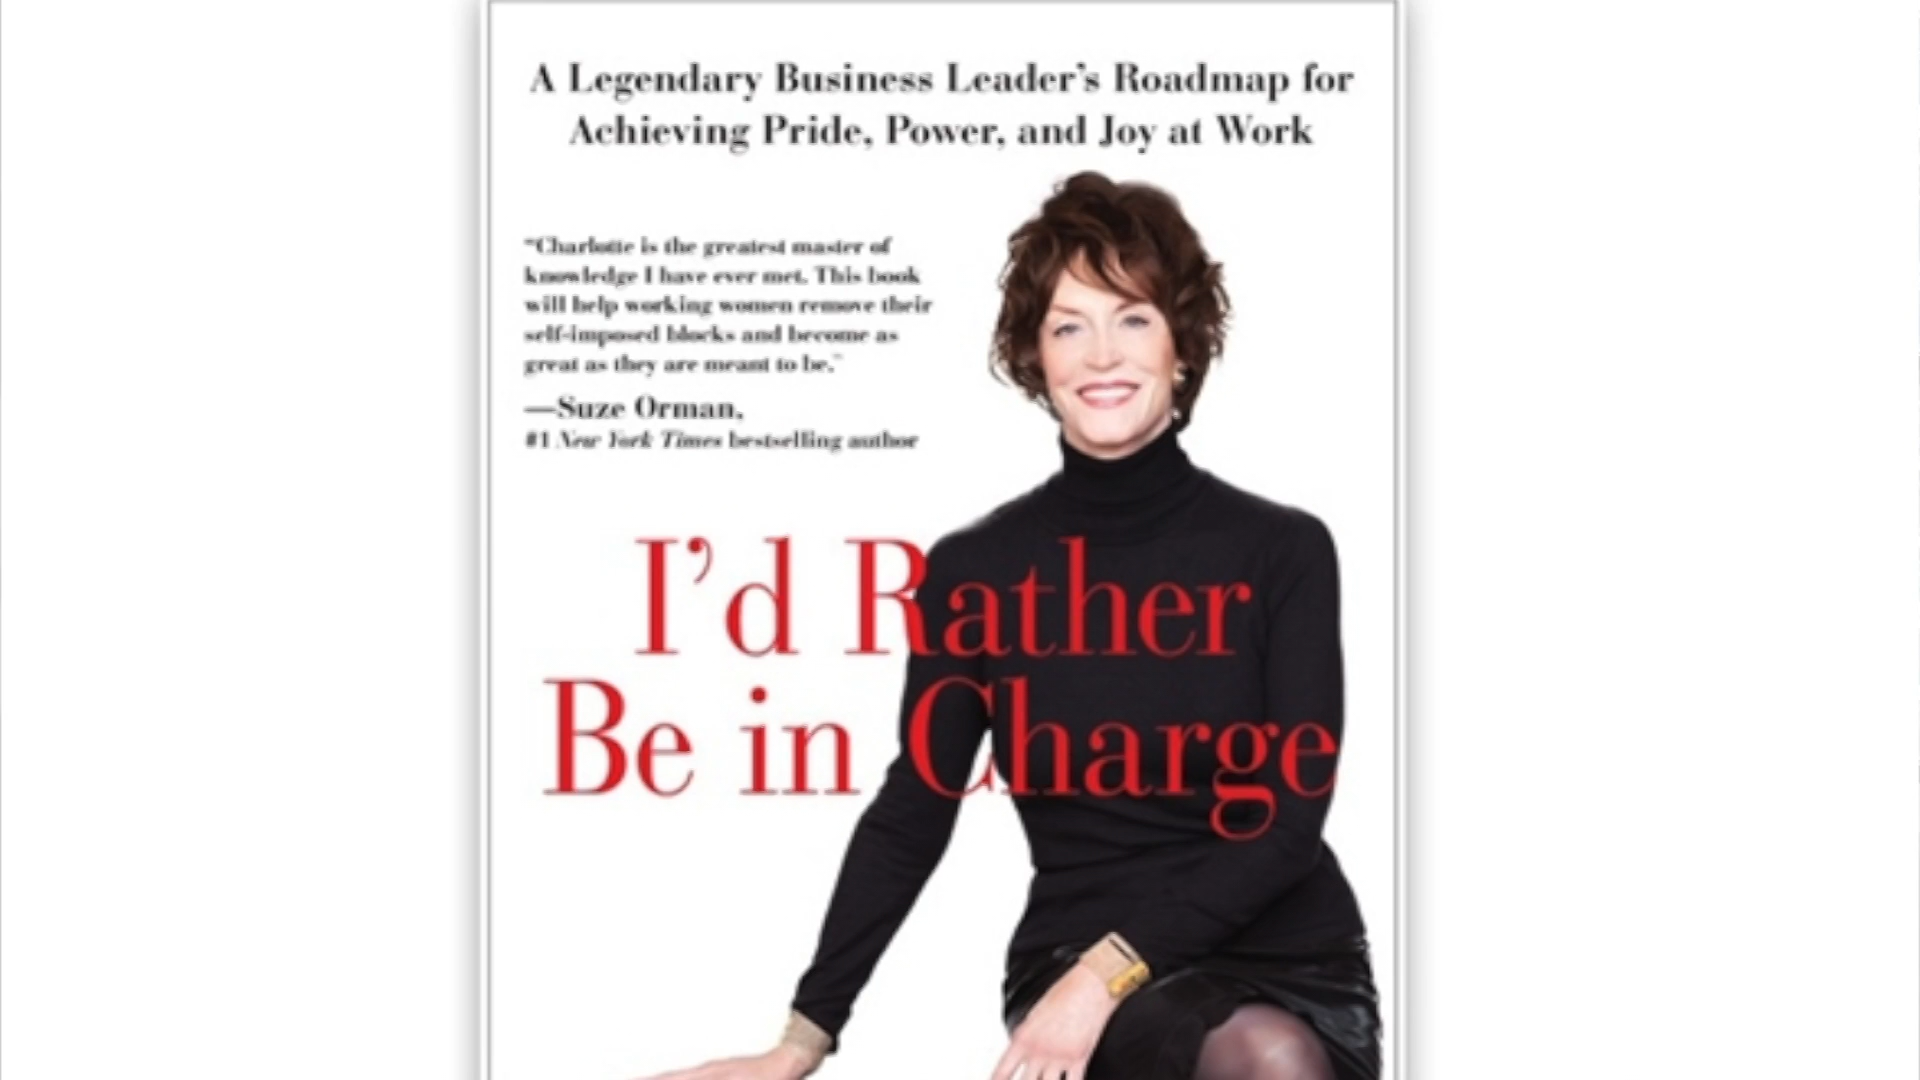 A Legendary Business Leader's Roadmap for
Achieving Pride, Power, and Joy at Work
"Charlotte is the greatest master of
knowledge I have ever met. This book
will help working women remove their
self-imposed blocks and become as
great as they are meant to be."
—Suze Orman,
#1 New York Times bestselling author
I'd Rather
Be in Charge